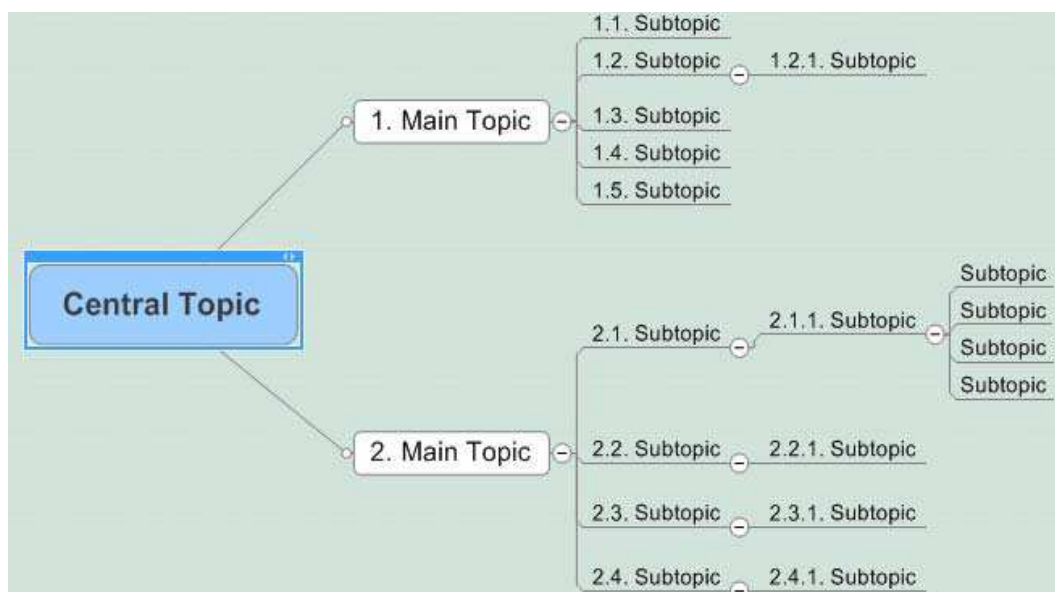 1.1. Subtopic
1.2. Subtopic
1.2.1. Subtopic
1. Main Topic
1.3. Subtopic
1.4. Subtopic
1.5. Subtopic
Central Topic
2.1. Subtopic
2.1.1. Subtopic
Subtopic
Subtopic
Subtopic
Subtopic
2. Main Topic
2.2. Subtopic
2.2.1. Subtopic
2.3. Subtopic
2.3.1. Subtopic
2.4. Subtopic
2.4.1. Subtopic